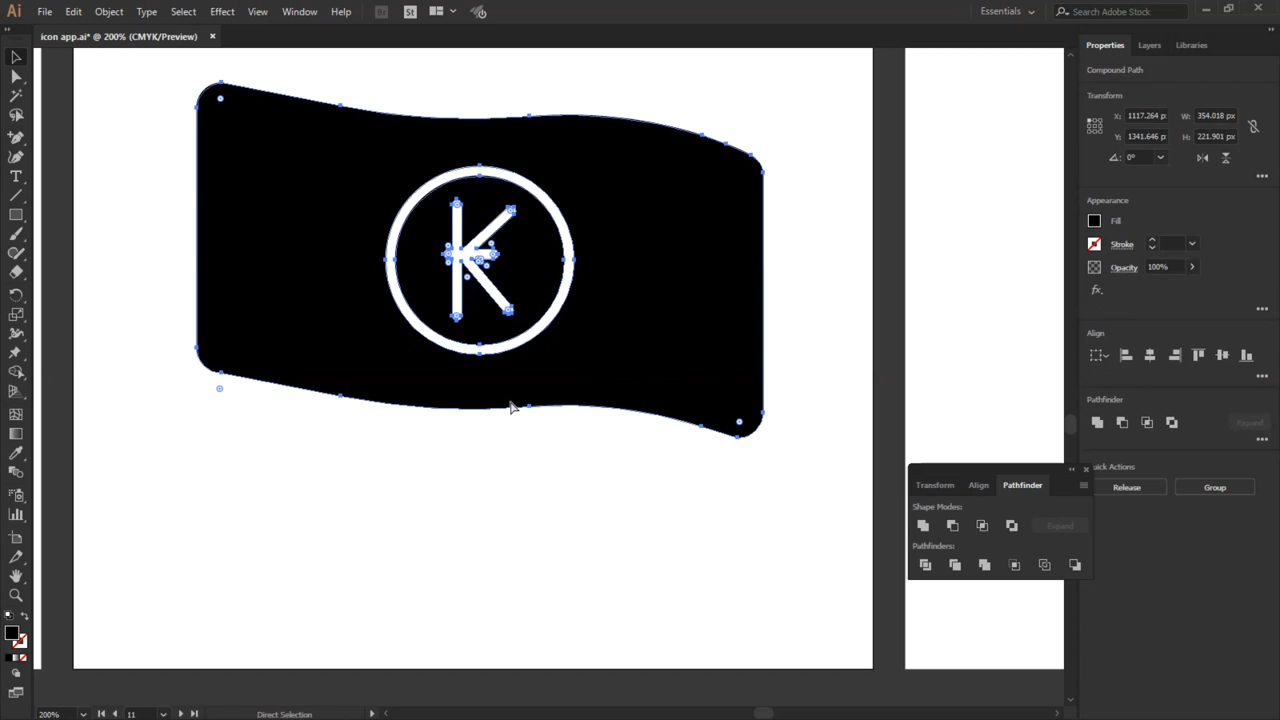 Ai File Edit Object Type Select Effect View Window Help Br St Essentials Search Adobe Stock
icon app.ai* @ 200% (CMYK/Preview) ×
Properties Layers Libraries
Compound Path
Transform
X: 1117.264 p W: 354.018 px
Y: 1341.646 p H: 221.901 px
0°
Appearance
Fill
Stroke
Opacity 100%
fx.
Align
Pathfinder
Expand
K
Quick Actions
Release Group
Transform Align Pathfinder
Shape Modes:
Expand
Pathfinders:
200% 11 Direct Selection